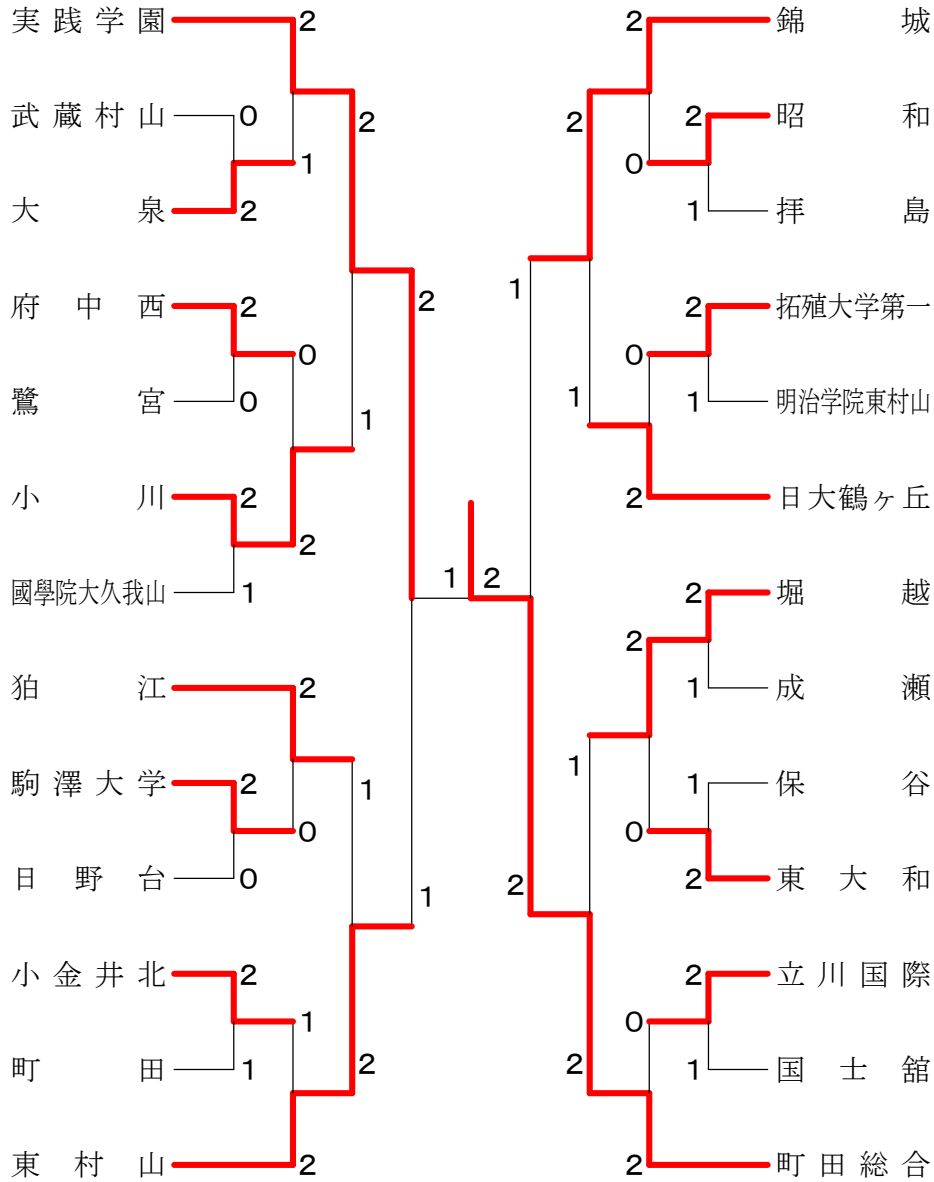 実践学園 2 2 錦城
武蔵村山 0 2 2 2 昭和
1 0
大泉 2 1 拝島
2 1
府中西 2 2 拓殖大学第一
0 0
鷺宮 0 1 1 1 明治学院東村山
小川 2 2 日大鶴ヶ丘
2
國學院大久我山 1 1 2 2 堀越
2
狛江 2 1 成瀬
駒澤大学 2 1 1 1 保谷
0 0
日野台 0 1 2 2 東大和
小金井北 2 2 立川国際
1 0
町田 1 2 2 1 国士舘
東村山 2 2 町田総合